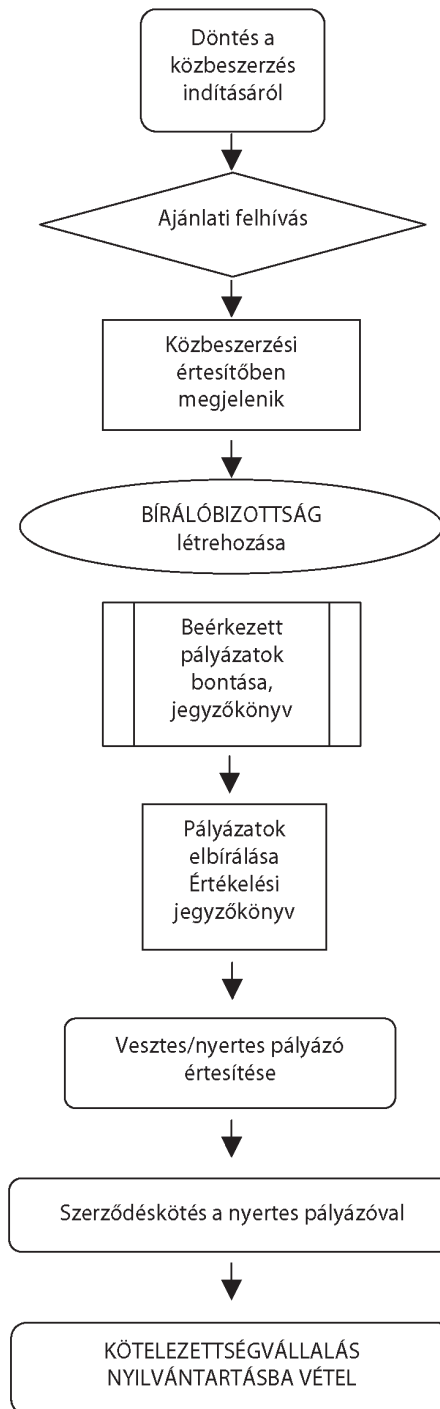 Döntés a
közbeszerzés
indításáról
Ajánlati felhívás
Közbeszerzési
értesítőben
megjelenik
BÍRÁLÓBIZOTTSÁG
létrehozása
Beérkezett
pályázatok
bontása,
jegyzőkönyv
Pályázatok
elbírálása
Értékelési
jegyzőkönyv
Vesztes/nyertes pályázó
értesítése
Szerződéskötés a nyertes pályázóval
KÖTELEZETTSÉGVÁLLALÁS
NYILVÁNTARTÁSBA VÉTEL